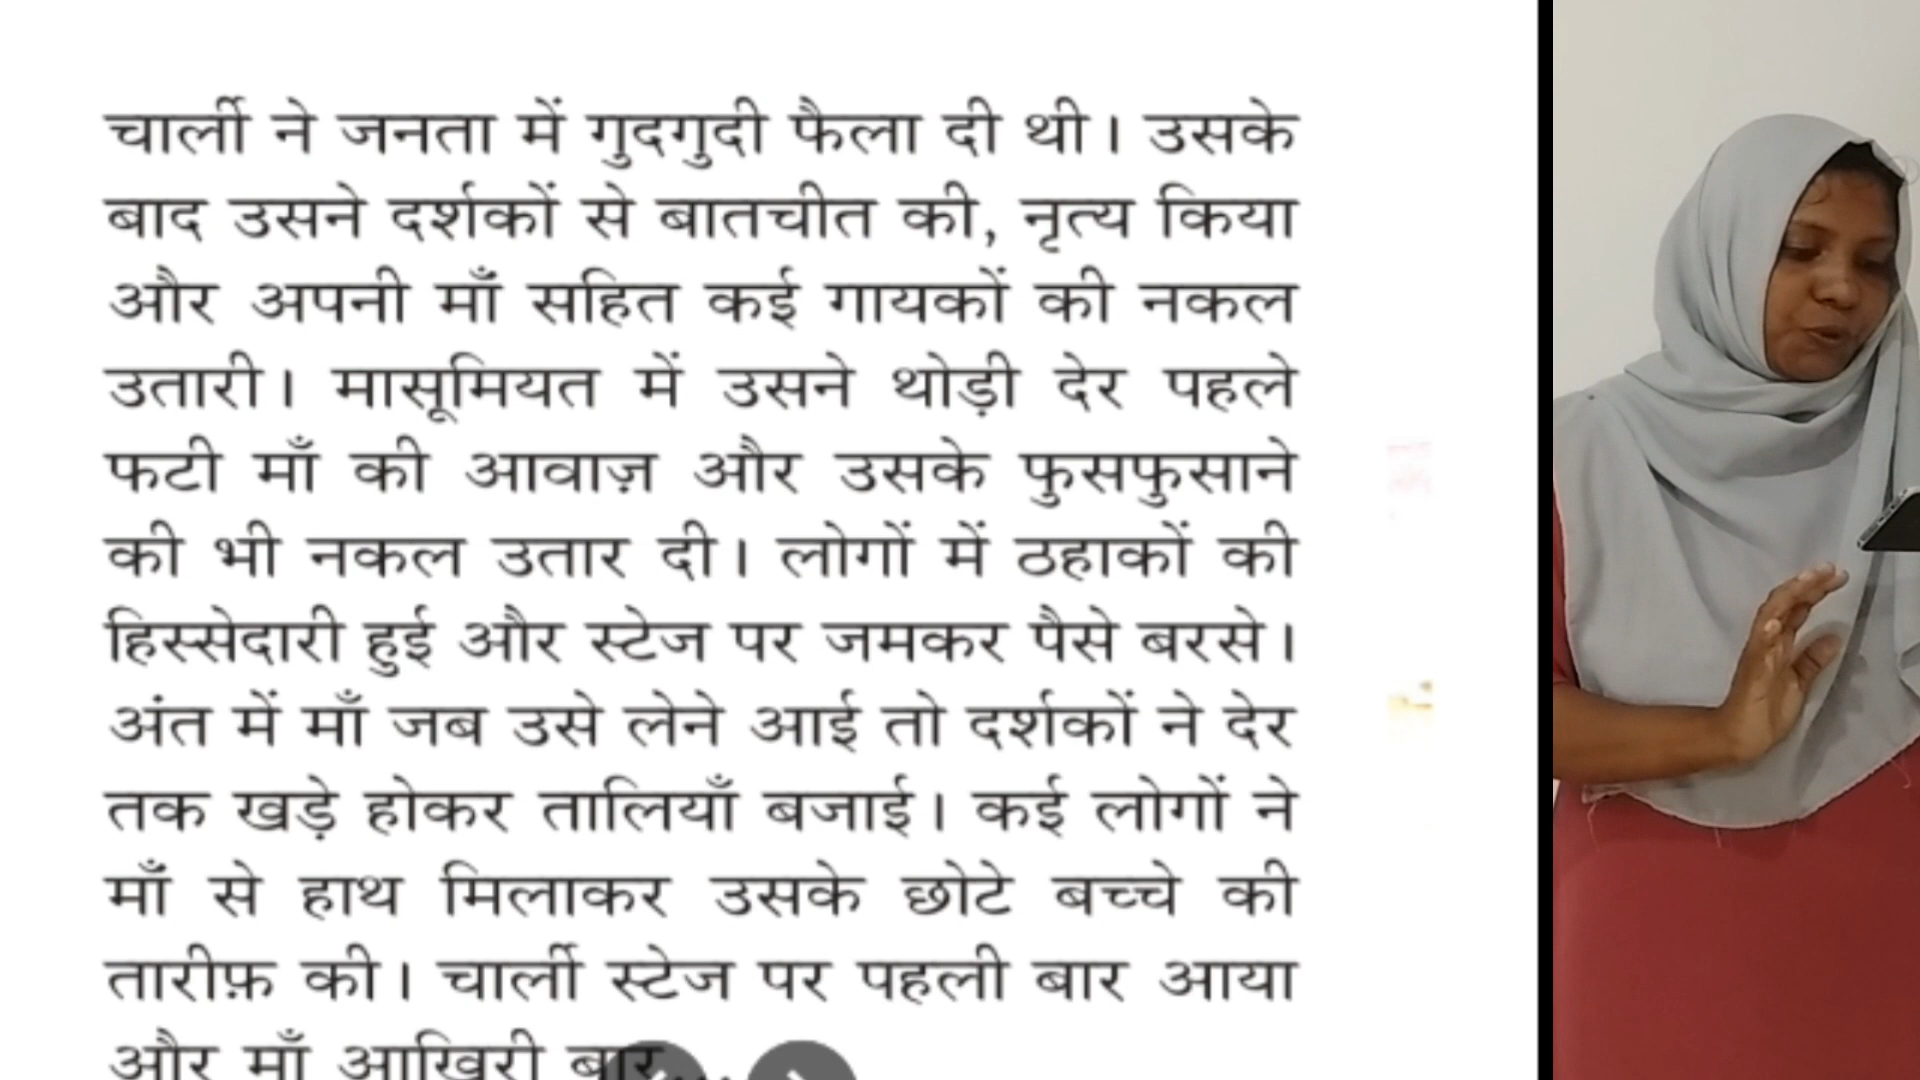 चार्ली ने जनता में गुदगुदी फैला दी थी। उसके
बाद उसने दर्शकों से बातचीत की, नृत्य किया
और अपनी माँ सहित कई गायकों की नकल
उतारी। मासूमियत में उसने थोड़ी देर पहले
फटी माँ की आवाज़ और उसके फुसफुसाने
की भी नकल उतार दी। लोगों में ठहाकों की
हिस्सेदारी हुई और स्टेज पर जमकर पैसे बरसे।
अंत में माँ जब उसे लेने आई तो दर्शकों ने देर
तक खड़े होकर तालियाँ बजाई। कई लोगों ने
माँ से हाथ मिलाकर उसके छोटे बच्चे की
तारीफ़ की। चार्ली स्टेज पर पहली बार आया
और माँ आखिरी बार...